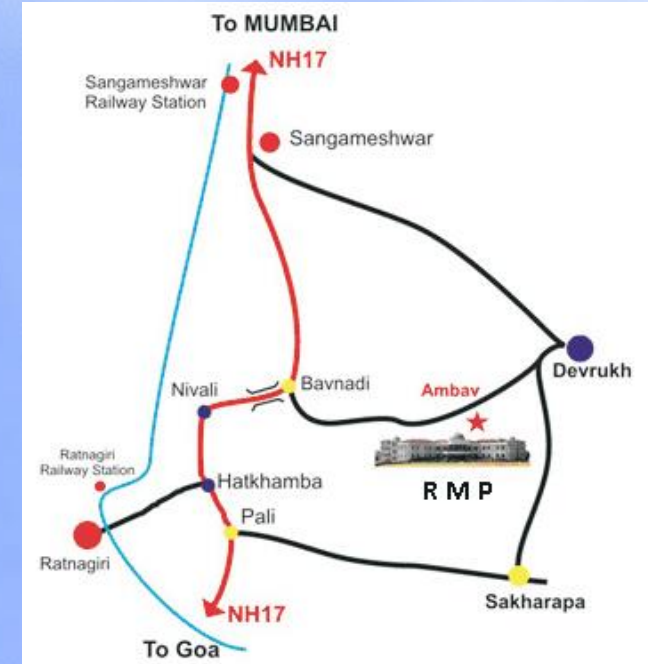 To MUMBAI
NH17
Sangameshwar
Railway Station
Sangameshwar
Devrukh
Bavnadi
Ambav
Nivali
R M P
Ratnagiri
Railway Station
Hatkhamba
Pali
Ratnagiri
Sakharapa
NH17
To Goa